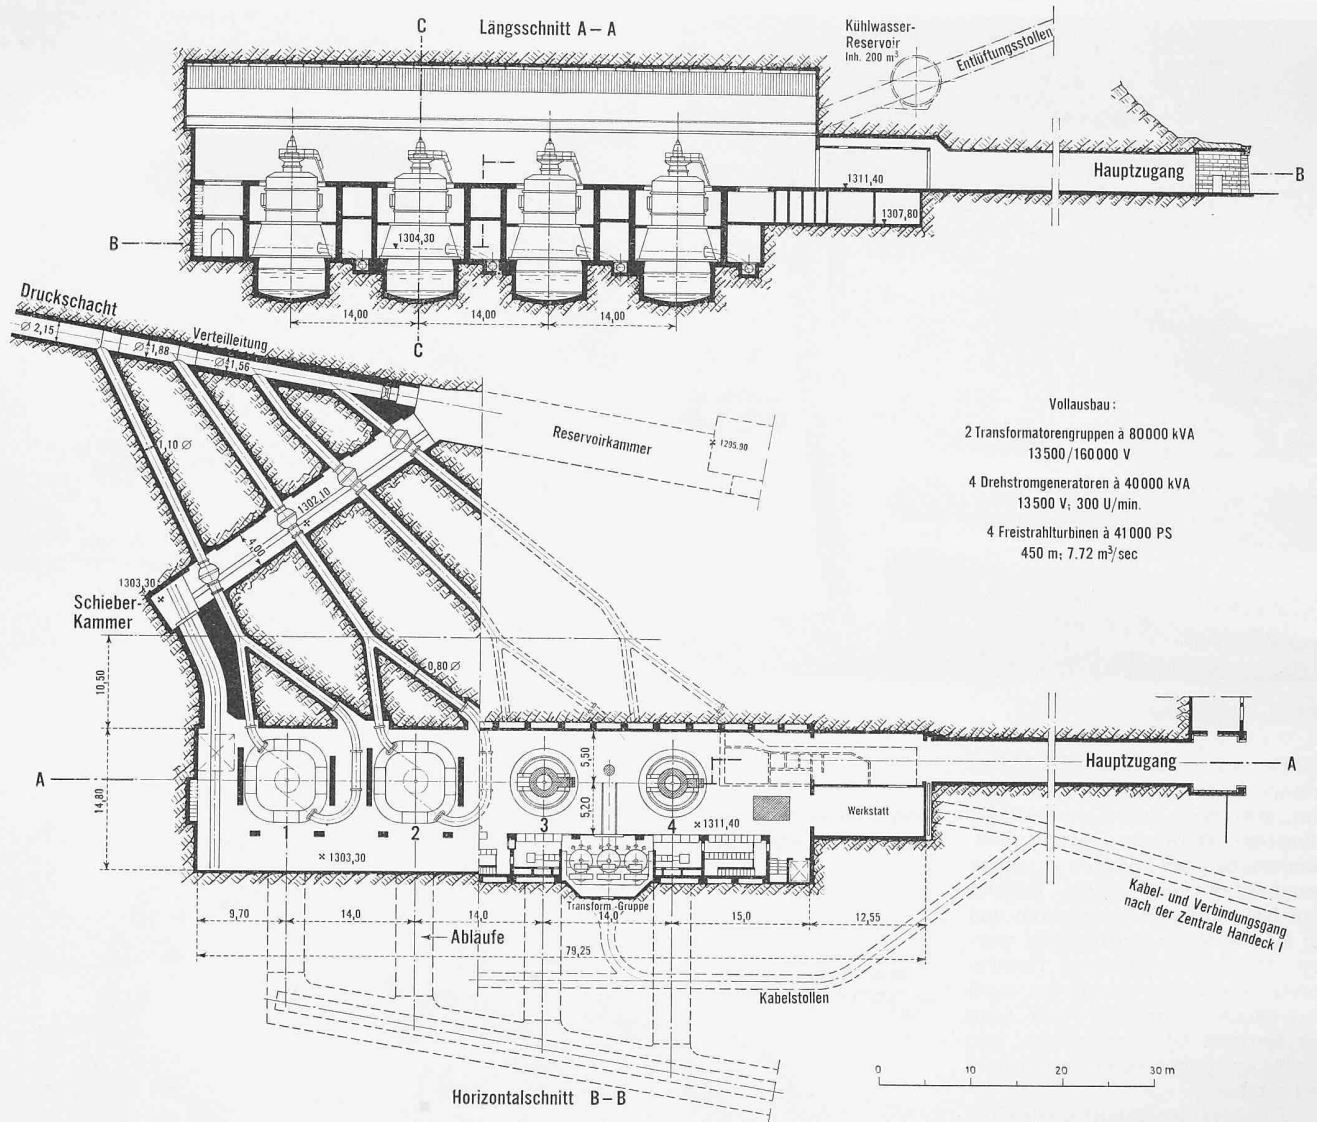 C
Längsschnitt A – A
Kühlwasser-
Reservoir
Inh. 200 m³
Entlüftungsstollen
Hauptzugang
B
1311,40
1307,80
B
1304,30
14,00
14,00
14,00
C
Druckschacht
Ø 2,15
Verteilleitung
Ø 1,88
Ø 1,56
Reservoirkammer
1295.90
Vollausbau :
2 Transformatorengruppen à 80000 kVA
13500/160000 V
4 Drehstromgeneratoren à 40000 kVA
13500 V; 300 U/min.
4 Freistrahlturbinen à 41000 PS
450 m; 7.72 m³/sec
1,10 Ø
1302,10
4,00
1303,30
Schieber-
Kammer
10,50
0,80 Ø
A
14,80
5,50
5,20
Hauptzugang
A
Werkstatt
1
2
3
4
1311,40
1303,30
Transform.-Gruppe
Kabel- und Verbindungsgang
nach der Zentrale Handeck I
9,70
14,0
14,0
14,0
15,0
12,55
Abläufe
79,25
Kabelstollen
0
10
20
30 m
Horizontalschnitt B – B